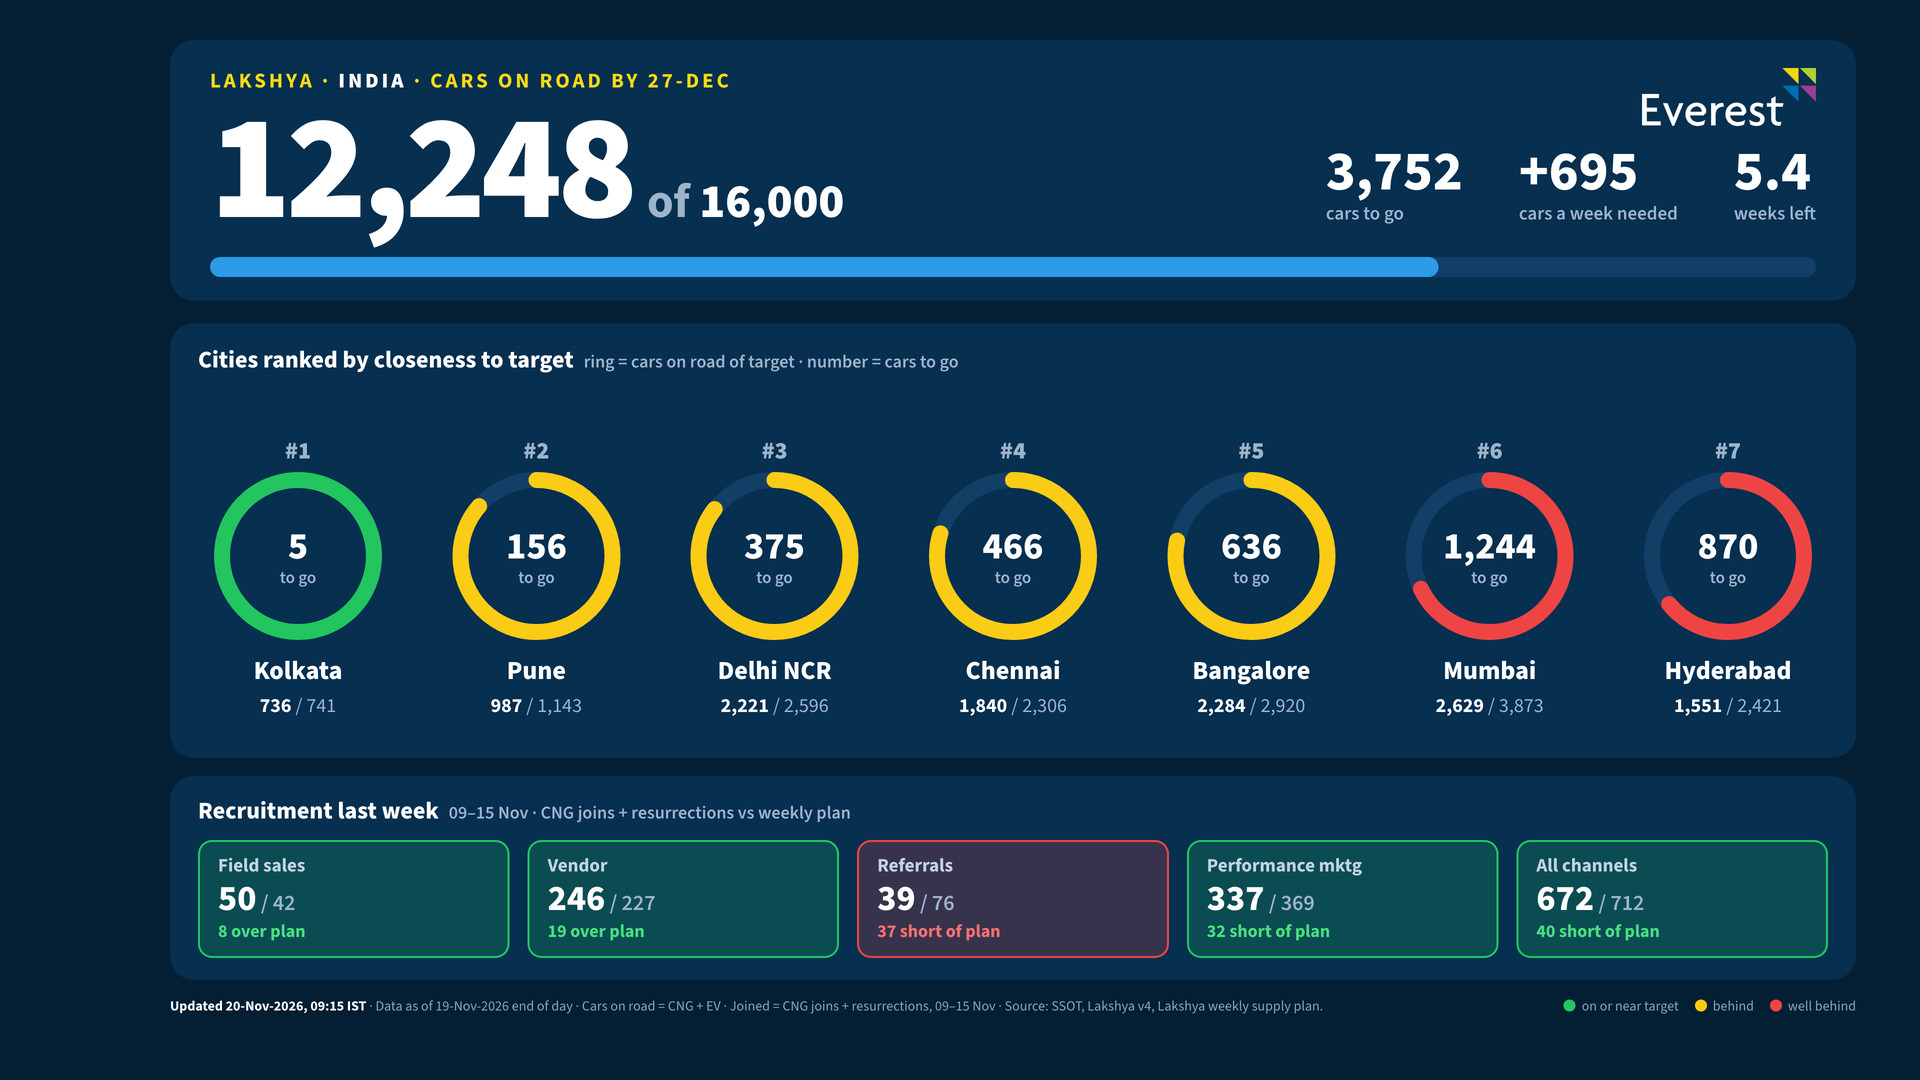 LAKSHYA · INDIA · CARS ON ROAD BY 27-DEC
Everest
12,248 of 16,000
3,752 cars to go
+695 cars a week needed
5.4 weeks left
Cities ranked by closeness to target ring = cars on road of target · number = cars to go
#1
5
to go
Kolkata
736 / 741
#2
156
to go
Pune
987 / 1,143
#3
375
to go
Delhi NCR
2,221 / 2,596
#4
466
to go
Chennai
1,840 / 2,306
#5
636
to go
Bangalore
2,284 / 2,920
#6
1,244
to go
Mumbai
2,629 / 3,873
#7
870
to go
Hyderabad
1,551 / 2,421
Recruitment last week 09–15 Nov · CNG joins + resurrections vs weekly plan
Field sales
50 / 42
8 over plan
Vendor
246 / 227
19 over plan
Referrals
39 / 76
37 short of plan
Performance mktg
337 / 369
32 short of plan
All channels
672 / 712
40 short of plan
Updated 20-Nov-2026, 09:15 IST · Data as of 19-Nov-2026 end of day · Cars on road = CNG + EV · Joined = CNG joins + resurrections, 09–15 Nov · Source: SSOT, Lakshya v4, Lakshya weekly supply plan.
on or near target behind well behind